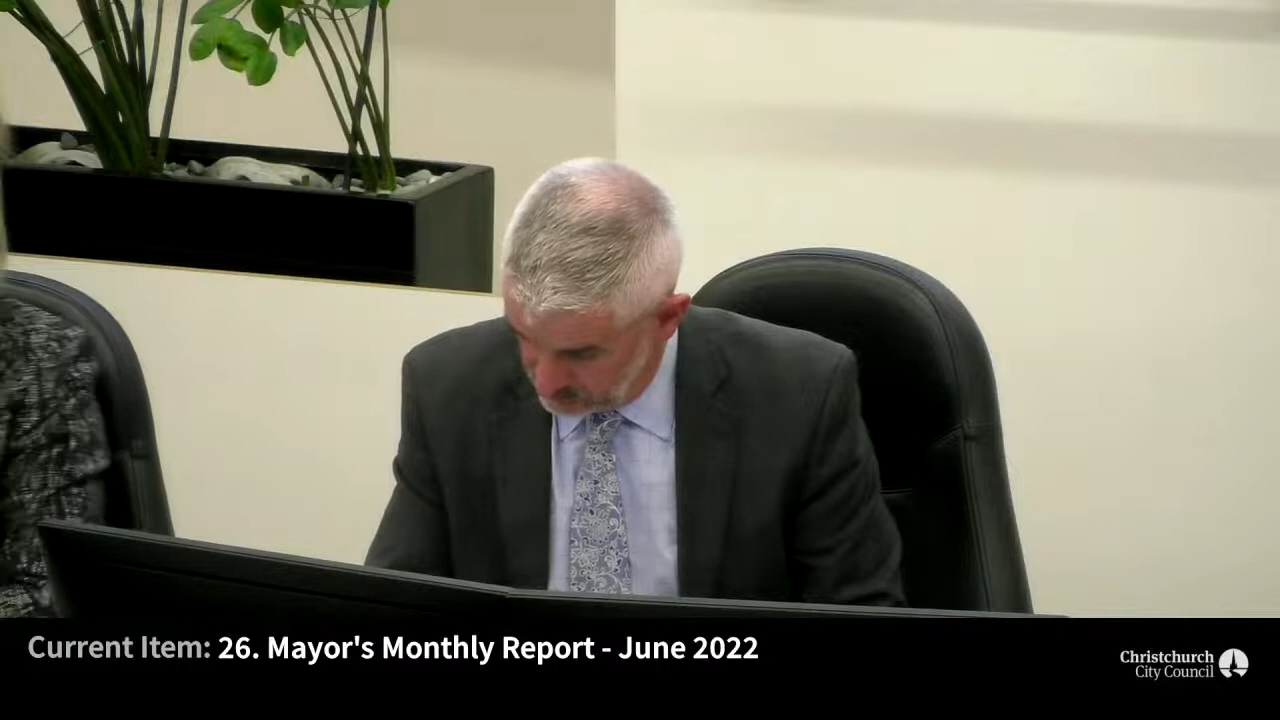 Current Item: 26. Mayor's Monthly Report - June 2022
Christchurch
City Council